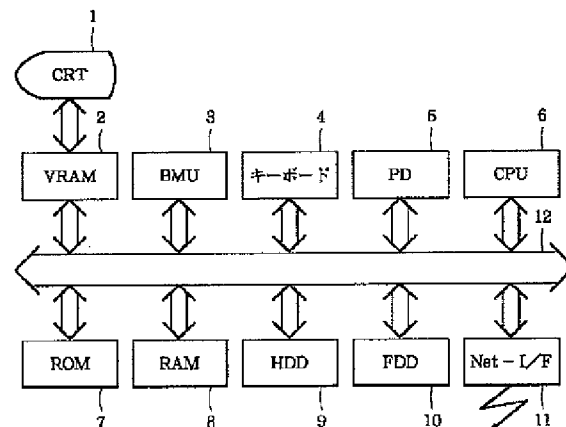 1
CRT
2 3 4 5 6
VRAM BMU キーボード PD CPU
12
ROM RAM HDD FDD Net-I/F
7 8 9 10 11